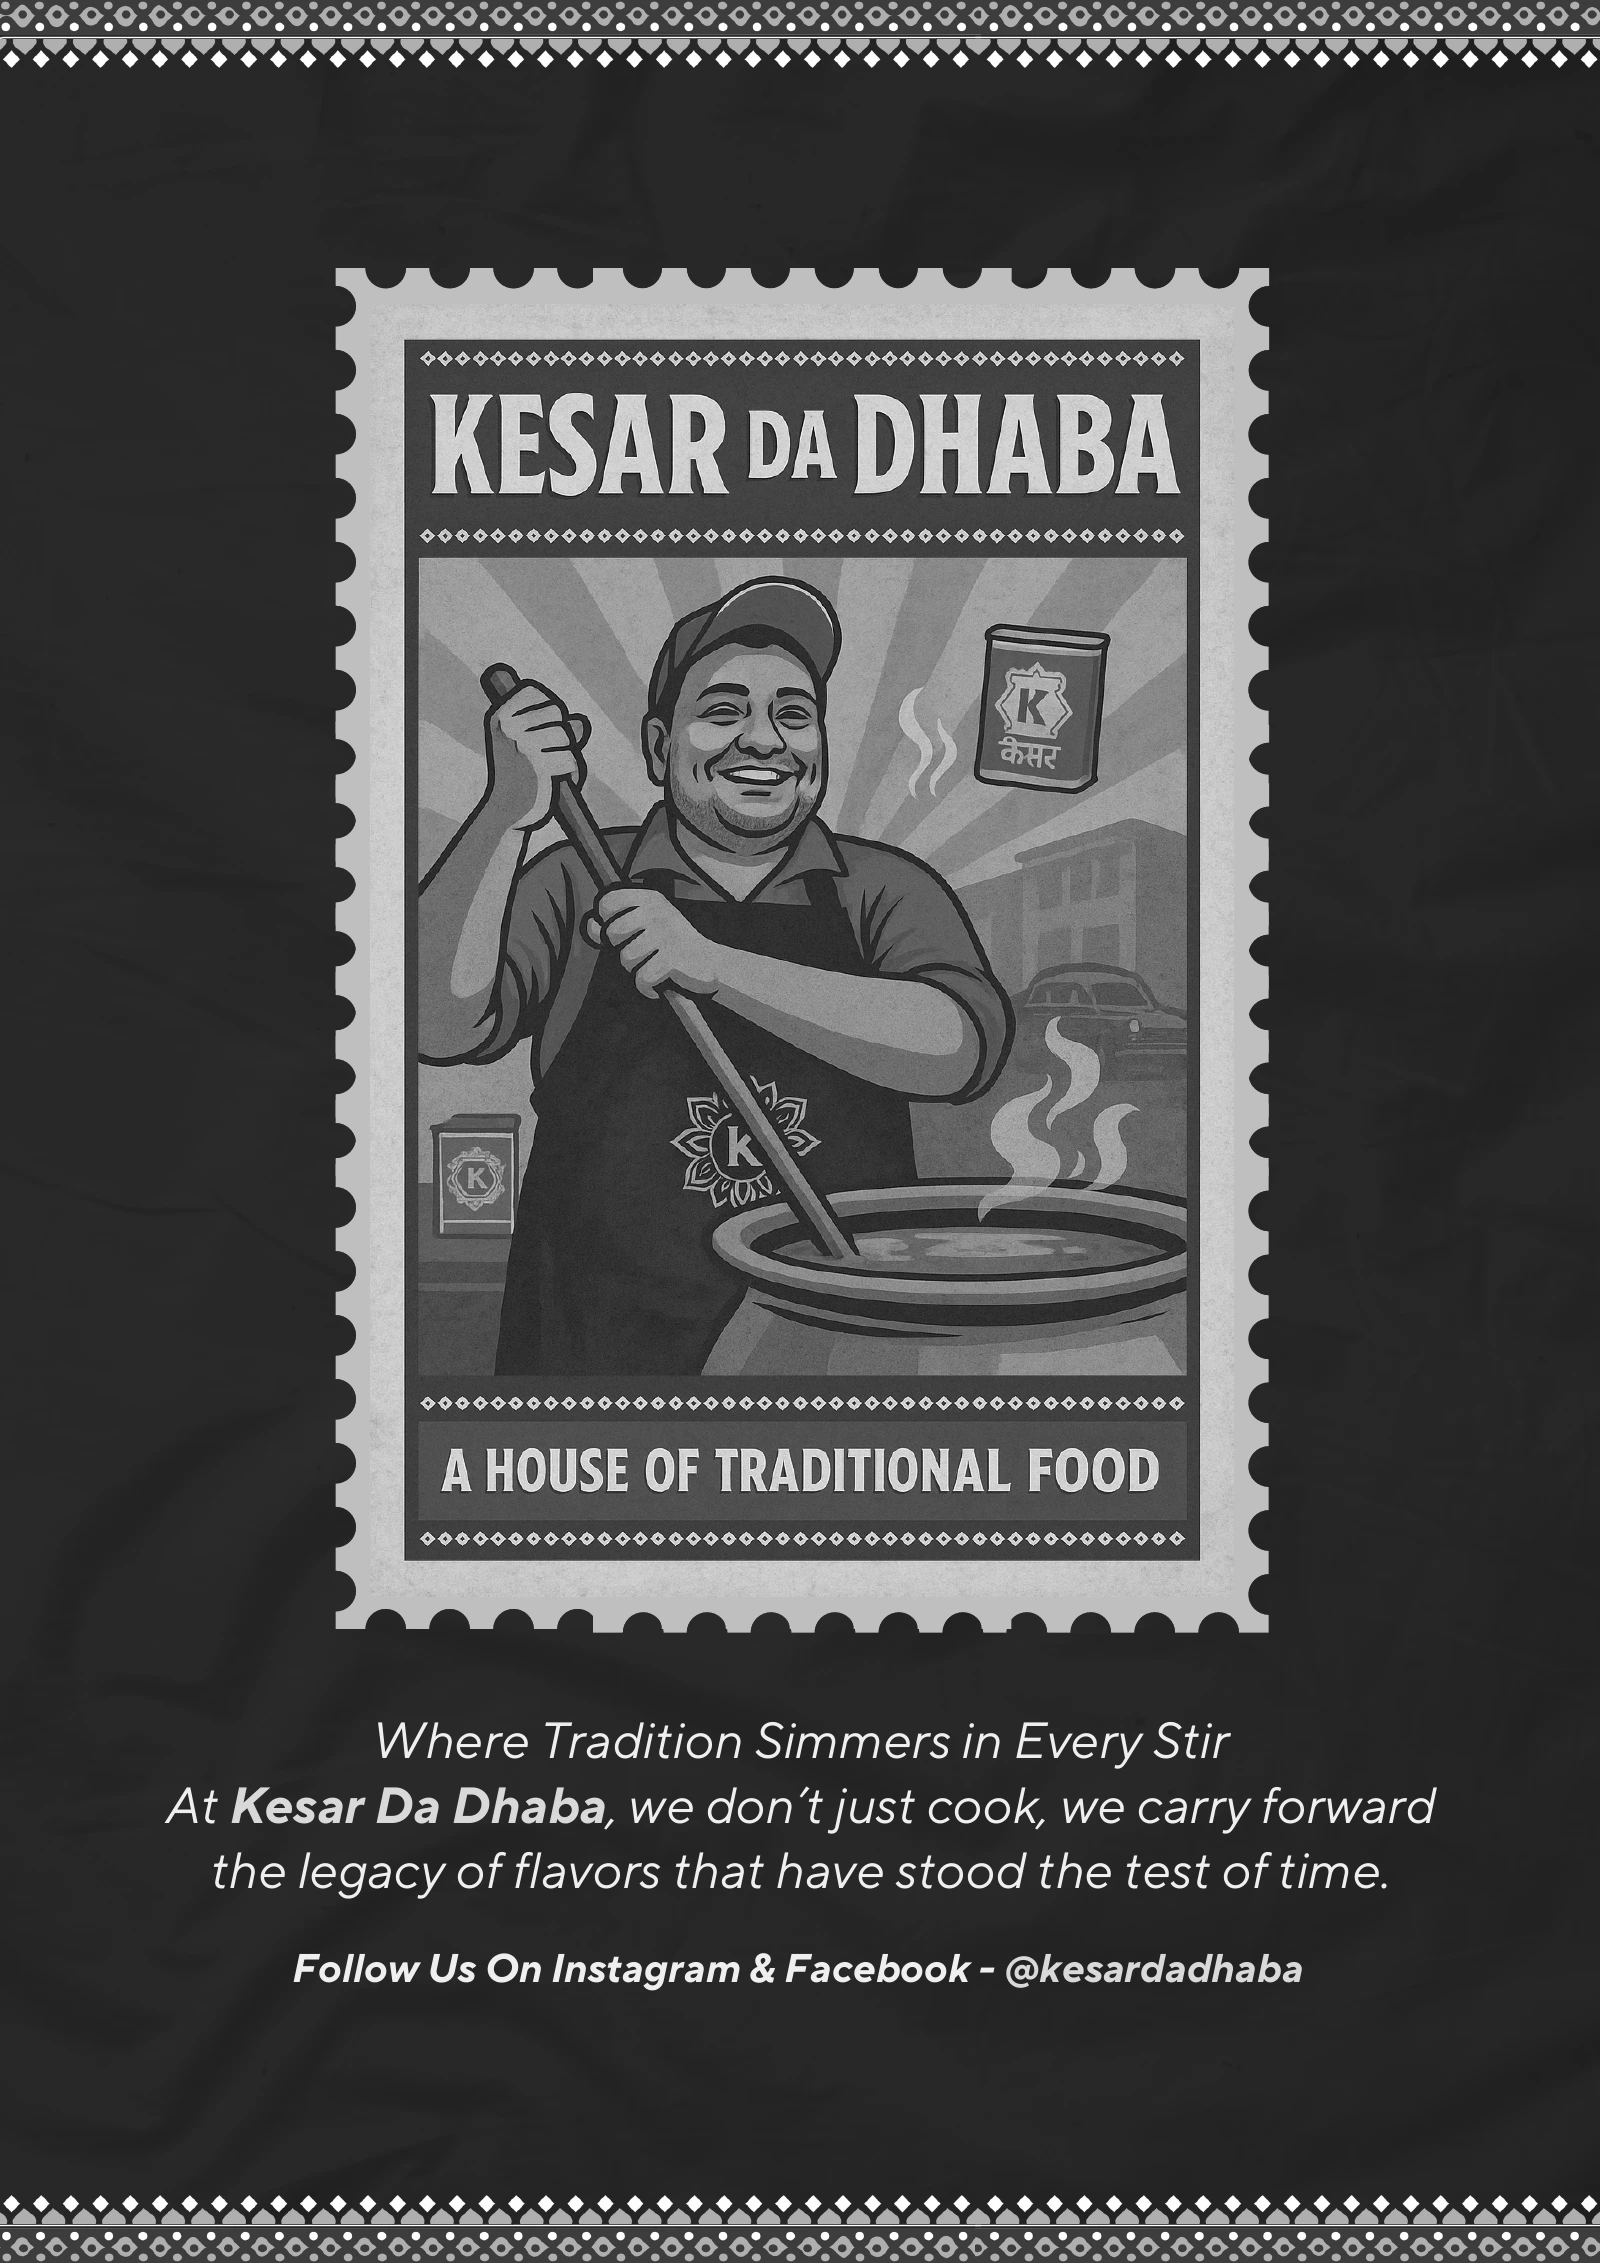 KESAR DA DHABA
K
केसर
K
K
A HOUSE OF TRADITIONAL FOOD
Where Tradition Simmers in Every Stir
At Kesar Da Dhaba, we don't just cook, we carry forward
the legacy of flavors that have stood the test of time.
Follow Us On Instagram & Facebook - @kesardadhaba